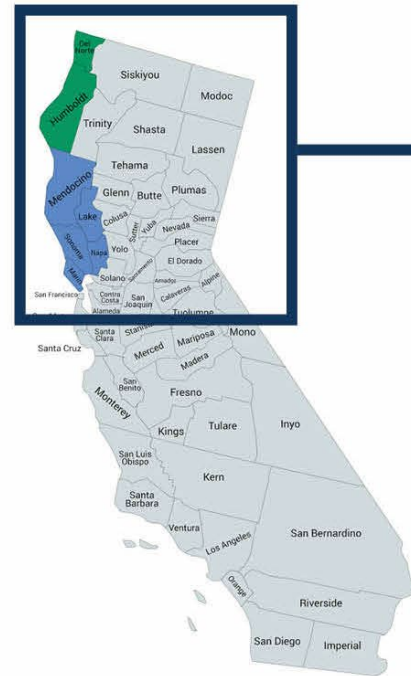 Del
Norte
Siskiyou
Modoc
Humboldt
Trinity
Shasta
Lassen
Tehama
Mendocino
Glenn
Butte
Plumas
Lake
Colusa
Sutter
Yuba
Nevada
Sierra
Placer
Sonoma
Napa
Yolo
Sacramento
El Dorado
Marin
Solano
Amador
Alpine
San Francisco
Contra
Costa
San
Joaquin
Calaveras
Alameda
Tuolumne
Mono
Santa
Clara
Stanis
Mariposa
Santa Cruz
Merced
Madera
San
Benito
Fresno
Monterey
Inyo
Kings
Tulare
San Luis
Obispo
Kern
Santa
Barbara
San Bernardino
Ventura
Los Angeles
Orange
Riverside
San Diego
Imperial